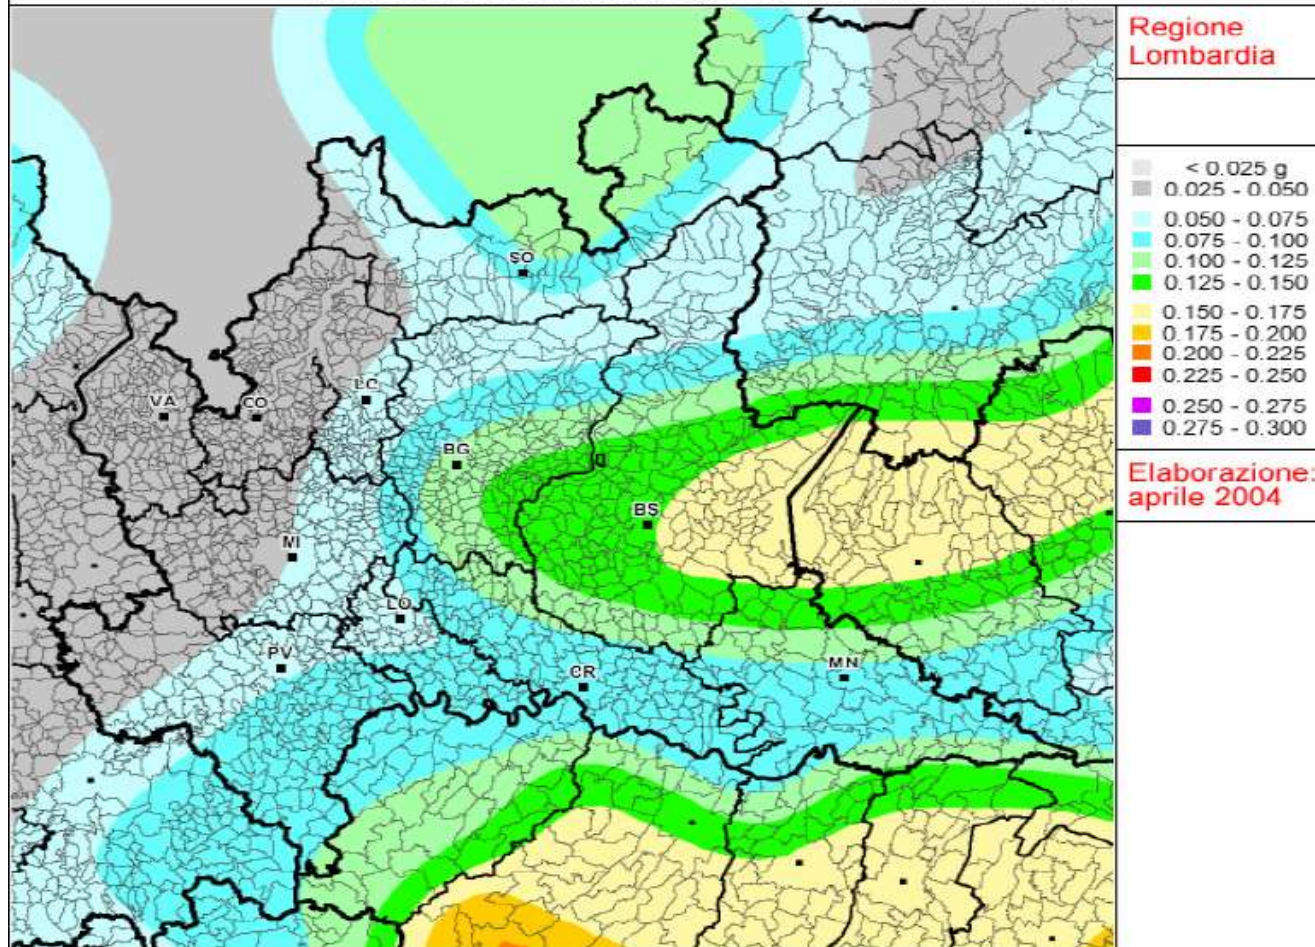 Regione
Lombardia
< 0.025 g
0.025 - 0.050
0.050 - 0.075
0.075 - 0.100
0.100 - 0.125
0.125 - 0.150
0.150 - 0.175
0.175 - 0.200
0.200 - 0.225
0.225 - 0.250
0.250 - 0.275
0.275 - 0.300
Elaborazione:
aprile 2004
SO
LC
VA
CO
BG
BS
MI
LO
PV
CR
MN